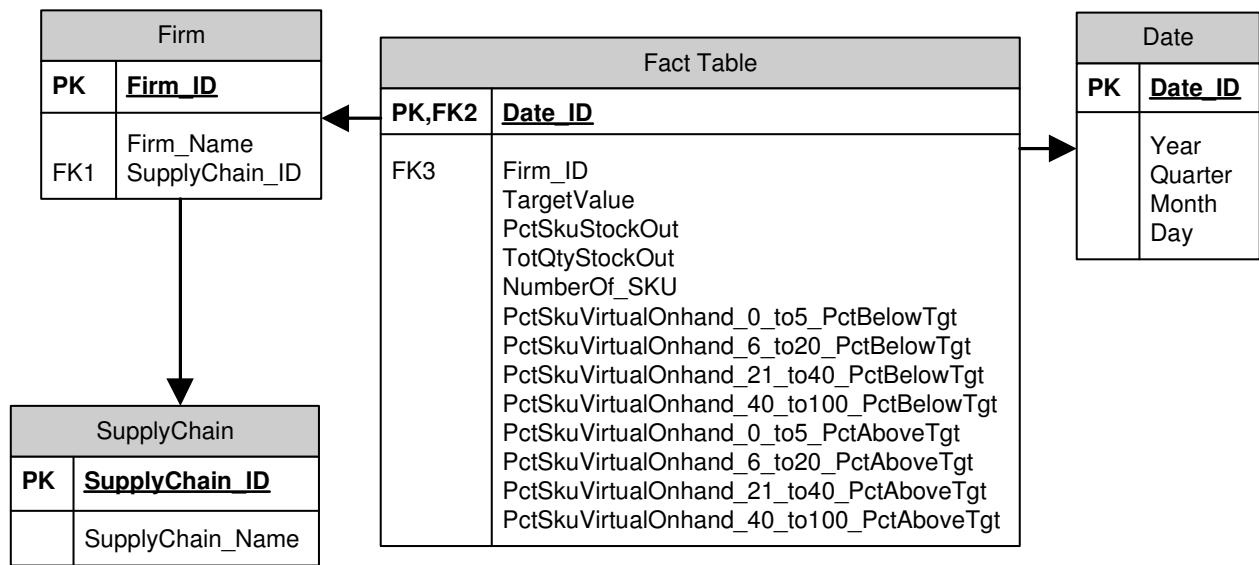 Firm
PK Firm_ID
Firm_Name
FK1 SupplyChain_ID
Fact Table
PK,FK2 Date_ID
FK3 Firm_ID
TargetValue
PctSkuStockOut
TotQtyStockOut
NumberOf_SKU
PctSkuVirtualOnhand_0_to5_PctBelowTgt
PctSkuVirtualOnhand_6_to20_PctBelowTgt
PctSkuVirtualOnhand_21_to40_PctBelowTgt
PctSkuVirtualOnhand_40_to100_PctBelowTgt
PctSkuVirtualOnhand_0_to5_PctAboveTgt
PctSkuVirtualOnhand_6_to20_PctAboveTgt
PctSkuVirtualOnhand_21_to40_PctAboveTgt
PctSkuVirtualOnhand_40_to100_PctAboveTgt
Date
PK Date_ID
Year
Quarter
Month
Day
SupplyChain
PK SupplyChain_ID
SupplyChain_Name